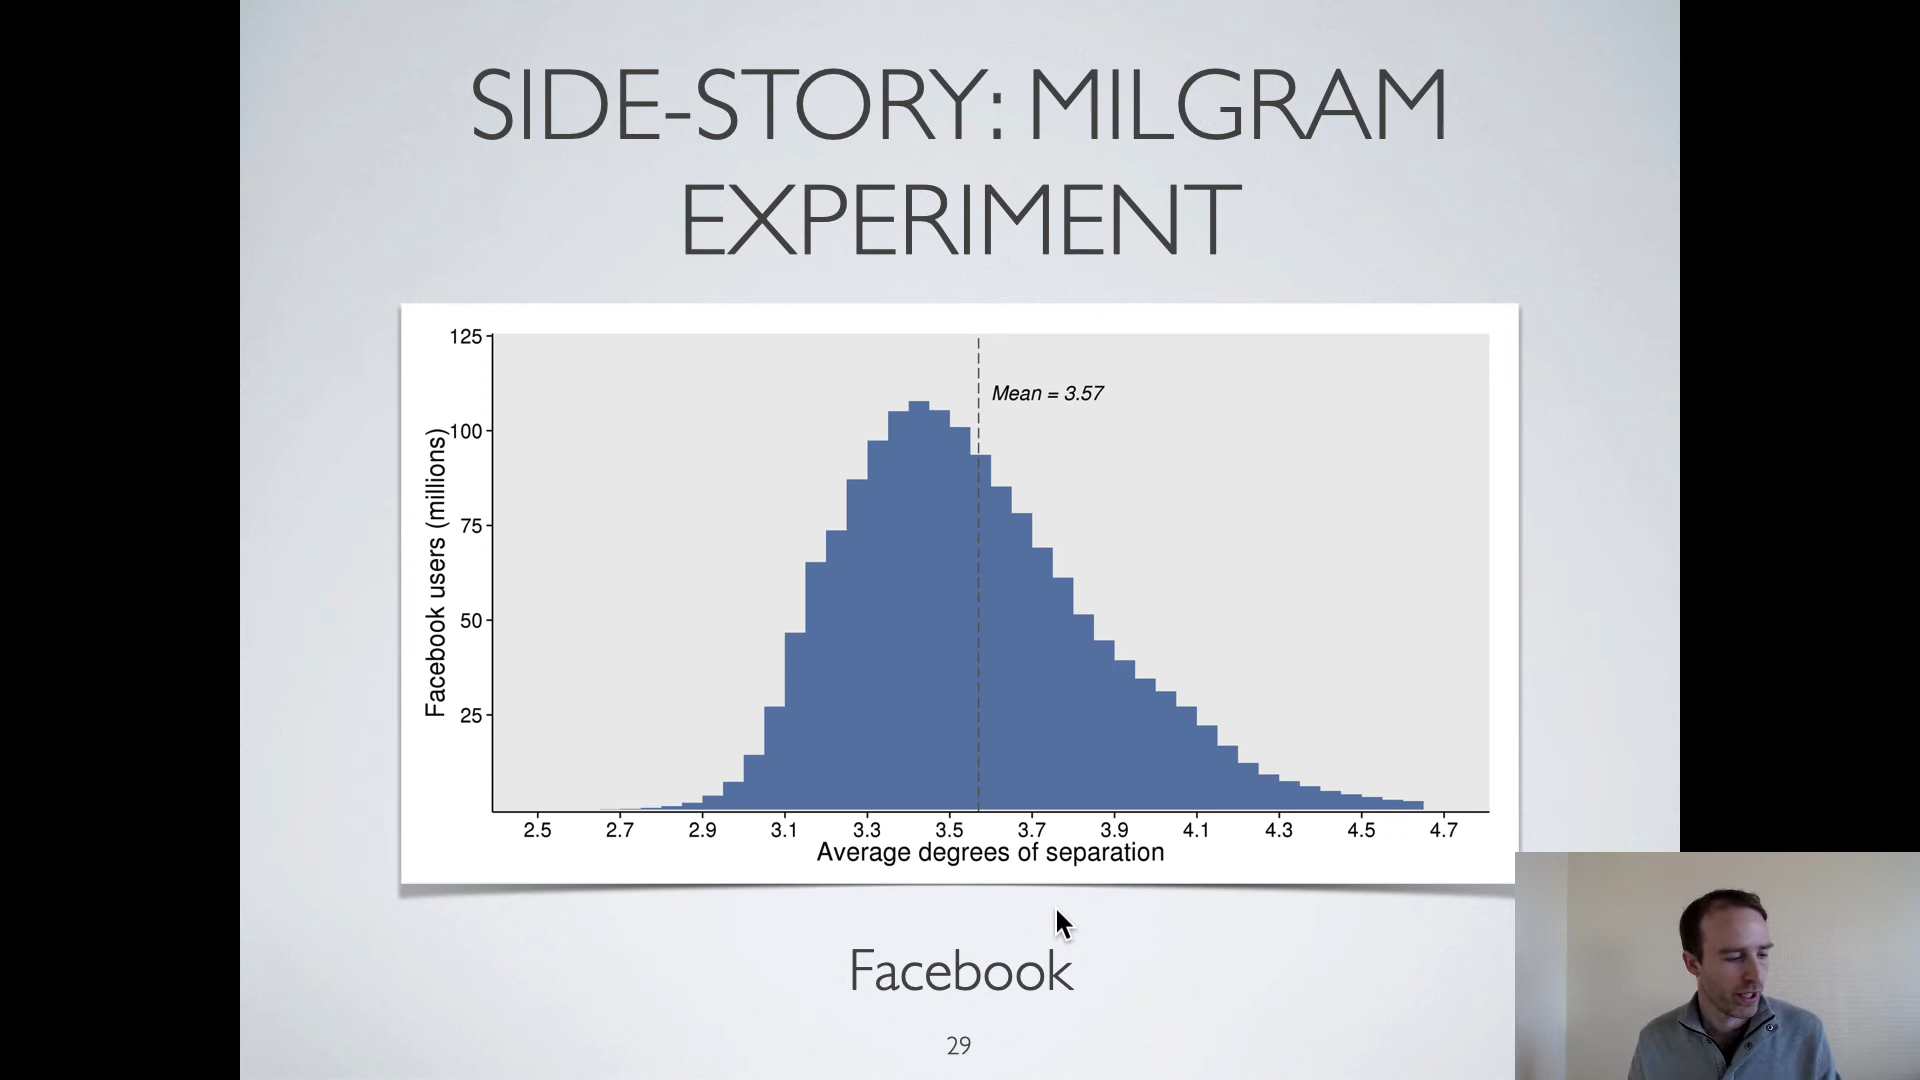 SIDE-STORY: MILGRAM
EXPERIMENT
125
100
75
50
25
Facebook users (millions)
Mean = 3.57
2.5 2.7 2.9 3.1 3.3 3.5 3.7 3.9 4.1 4.3 4.5 4.7
Average degrees of separation
Facebook
29